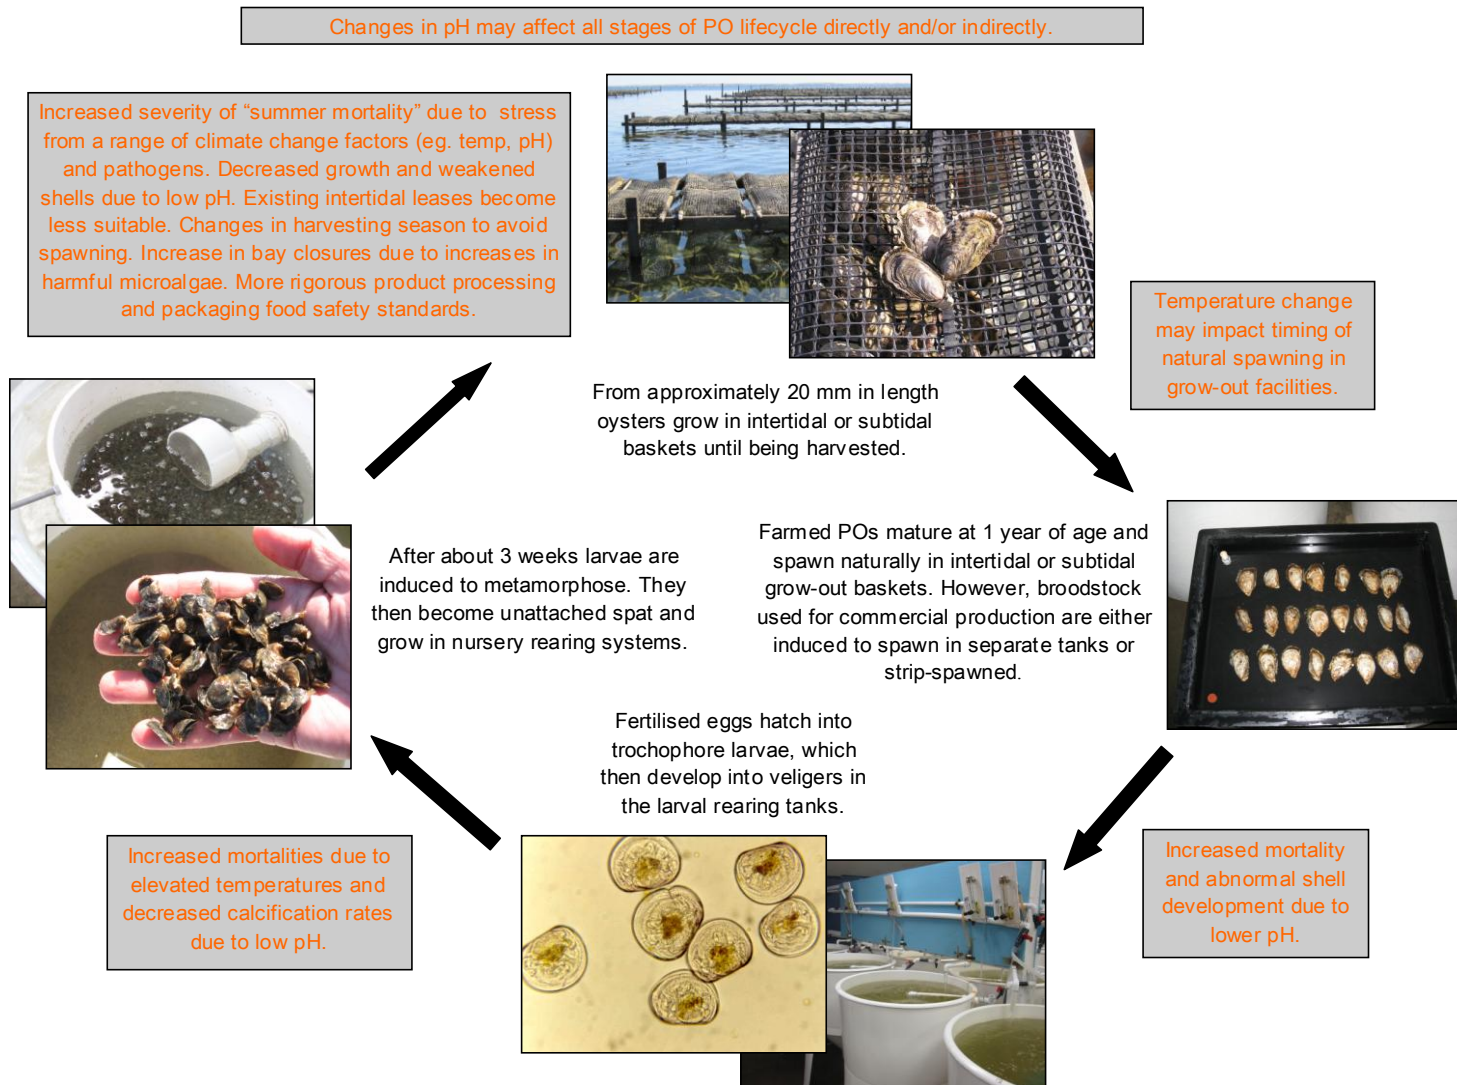 Changes in pH may affect all stages of PO lifecycle directly and/or indirectly.
Increased severity of “summer mortality” due to stress
from a range of climate change factors (eg. temp, pH)
and pathogens. Decreased growth and weakened
shells due to low pH. Existing intertidal leases become
less suitable. Changes in harvesting season to avoid
spawning. Increase in bay closures due to increases in
harmful microalgae. More rigorous product processing
and packaging food safety standards.
Temperature change
may impact timing of
natural spawning in
grow-out facilities.
From approximately 20 mm in length
oysters grow in intertidal or subtidal
baskets until being harvested.
After about 3 weeks larvae are
induced to metamorphose. They
then become unattached spat and
grow in nursery rearing systems.
Farmed POs mature at 1 year of age and
spawn naturally in intertidal or subtidal
grow-out baskets. However, broodstock
used for commercial production are either
induced to spawn in separate tanks or
strip-spawned.
Fertilised eggs hatch into
trochophore larvae, which
then develop into veligers in
the larval rearing tanks.
Increased mortalities due to
elevated temperatures and
decreased calcification rates
due to low pH.
Increased mortality
and abnormal shell
development due to
lower pH.